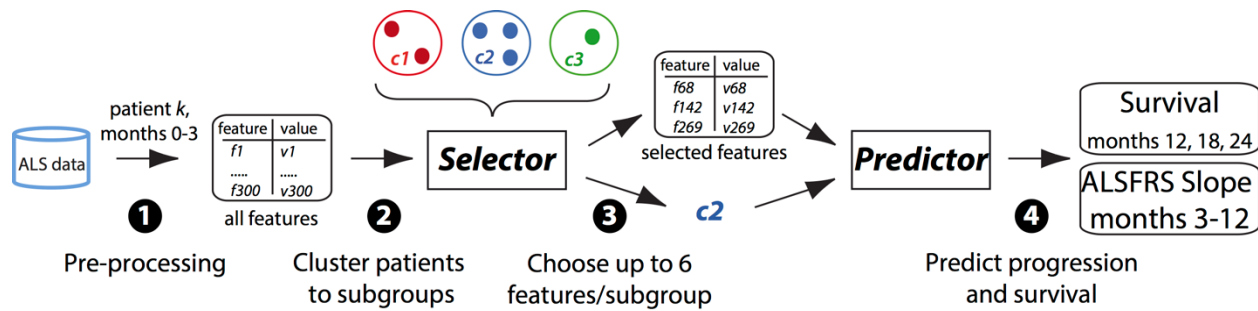 ALS data
patient k,
months 0-3
feature value
f1 v1
..... .....
f300 v300
all features
c1
c2
c3
Selector
feature value
f68 v68
f142 v142
f269 v269
selected features
c2
Predictor
Survival
months 12, 18, 24
ALSFRS Slope
months 3-12
1
Pre-processing
2
Cluster patients
to subgroups
3
Choose up to 6
features/subgroup
4
Predict progression
and survival